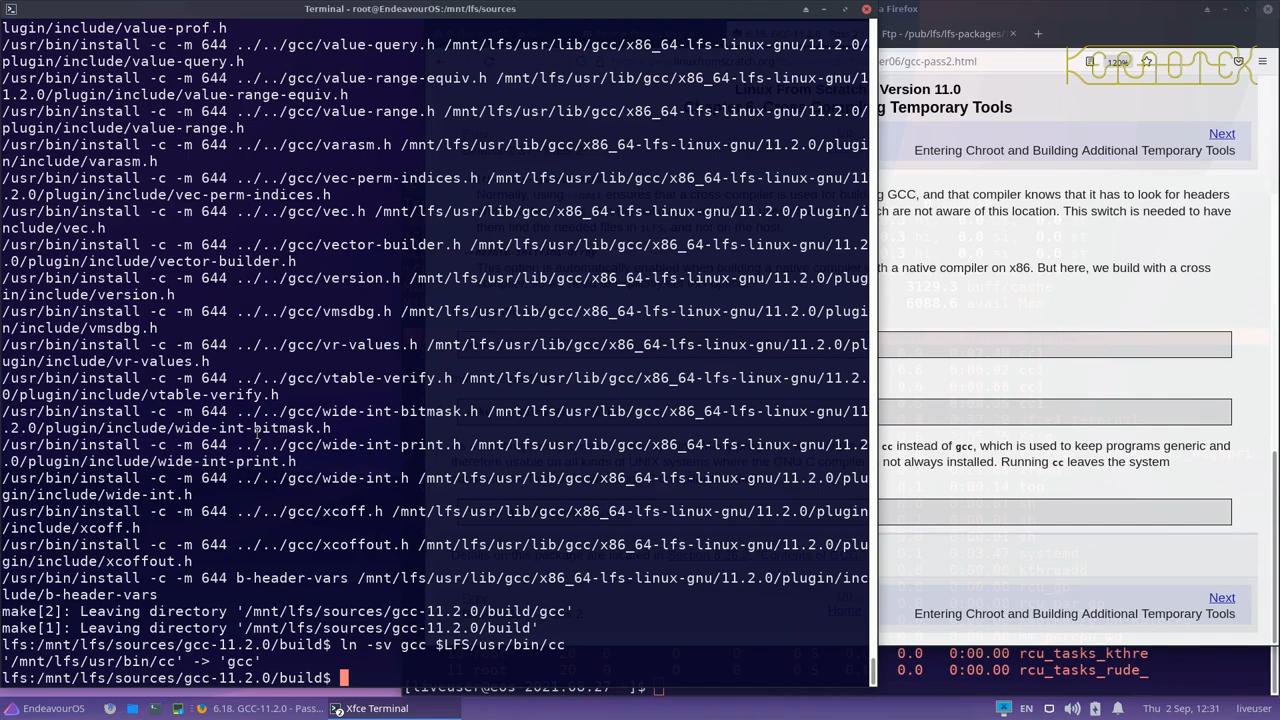 Terminal - root@EndeavourOS:/mnt/lfs/sources
lugin/include/value-prof.h
/usr/bin/install -c -m 644 ../../gcc/value-query.h /mnt/lfs/usr/lib/gcc/x86_64-lfs-linux-gnu/11.2.0/
plugin/include/value-query.h
/usr/bin/install -c -m 644 ../../gcc/value-range-equiv.h /mnt/lfs/usr/lib/gcc/x86_64-lfs-linux-gnu/1
1.2.0/plugin/include/value-range-equiv.h
/usr/bin/install -c -m 644 ../../gcc/value-range.h /mnt/lfs/usr/lib/gcc/x86_64-lfs-linux-gnu/11.2.0/
plugin/include/value-range.h
/usr/bin/install -c -m 644 ../../gcc/varasm.h /mnt/lfs/usr/lib/gcc/x86_64-lfs-linux-gnu/11.2.0/plugi
n/include/varasm.h
/usr/bin/install -c -m 644 ../../gcc/vec-perm-indices.h /mnt/lfs/usr/lib/gcc/x86_64-lfs-linux-gnu/11
.2.0/plugin/include/vec-perm-indices.h
/usr/bin/install -c -m 644 ../../gcc/vec.h /mnt/lfs/usr/lib/gcc/x86_64-lfs-linux-gnu/11.2.0/plugin/i
nclude/vec.h
/usr/bin/install -c -m 644 ../../gcc/vector-builder.h /mnt/lfs/usr/lib/gcc/x86_64-lfs-linux-gnu/11.2
.0/plugin/include/vector-builder.h
/usr/bin/install -c -m 644 ../../gcc/version.h /mnt/lfs/usr/lib/gcc/x86_64-lfs-linux-gnu/11.2.0/plug
in/include/version.h
/usr/bin/install -c -m 644 ../../gcc/vmsdbg.h /mnt/lfs/usr/lib/gcc/x86_64-lfs-linux-gnu/11.2.0/plugi
n/include/vmsdbg.h
/usr/bin/install -c -m 644 ../../gcc/vr-values.h /mnt/lfs/usr/lib/gcc/x86_64-lfs-linux-gnu/11.2.0/pl
ugin/include/vr-values.h
/usr/bin/install -c -m 644 ../../gcc/vtable-verify.h /mnt/lfs/usr/lib/gcc/x86_64-lfs-linux-gnu/11.2.
0/plugin/include/vtable-verify.h
/usr/bin/install -c -m 644 ../../gcc/wide-int-bitmask.h /mnt/lfs/usr/lib/gcc/x86_64-lfs-linux-gnu/11
.2.0/plugin/include/wide-int-bitmask.h
/usr/bin/install -c -m 644 ../../gcc/wide-int-print.h /mnt/lfs/usr/lib/gcc/x86_64-lfs-linux-gnu/11.2
.0/plugin/include/wide-int-print.h
/usr/bin/install -c -m 644 ../../gcc/wide-int.h /mnt/lfs/usr/lib/gcc/x86_64-lfs-linux-gnu/11.2.0/plu
gin/include/wide-int.h
/usr/bin/install -c -m 644 ../../gcc/xcoff.h /mnt/lfs/usr/lib/gcc/x86_64-lfs-linux-gnu/11.2.0/plugin
/include/xcoff.h
/usr/bin/install -c -m 644 ../../gcc/xcoffout.h /mnt/lfs/usr/lib/gcc/x86_64-lfs-linux-gnu/11.2.0/plu
gin/include/xcoffout.h
/usr/bin/install -c -m 644 b-header-vars /mnt/lfs/usr/lib/gcc/x86_64-lfs-linux-gnu/11.2.0/plugin/inc
lude/b-header-vars
make[2]: Leaving directory '/mnt/lfs/sources/gcc-11.2.0/build/gcc'
make[1]: Leaving directory '/mnt/lfs/sources/gcc-11.2.0/build'
lfs:/mnt/lfs/sources/gcc-11.2.0/build$ ln -sv gcc $LFS/usr/bin/cc
'/mnt/lfs/usr/bin/cc' -> 'gcc'
lfs:/mnt/lfs/sources/gcc-11.2.0/build$
a Firefox
Ftp - /pub/lfs/lfs-packages/
er06/gcc-pass2.html
120%
Version 11.0
g Temporary Tools
Next
Entering Chroot and Building Additional Temporary Tools
g GCC, and that compiler knows that it has to look for headers
ch are not aware of this location. This switch is needed to have
th a native compiler on x86. But here, we build with a cross
3129.3 buff/cache
6088.6 avail Mem
cc instead of gcc, which is used to keep programs generic and
not always installed. Running cc leaves the system
Next
Entering Chroot and Building Additional Temporary Tools
11 root 20 0 0.0 0:00.00 rcu_tasks_kthre
0.0 0:00.00 rcu_tasks_rude_
[liveuser@eos-2021.08.27 ~]$
EndeavourOS
6.18. GCC-11.2.0 - Pass...
Xfce Terminal
EN
Thu 2 Sep, 12:31
liveuser